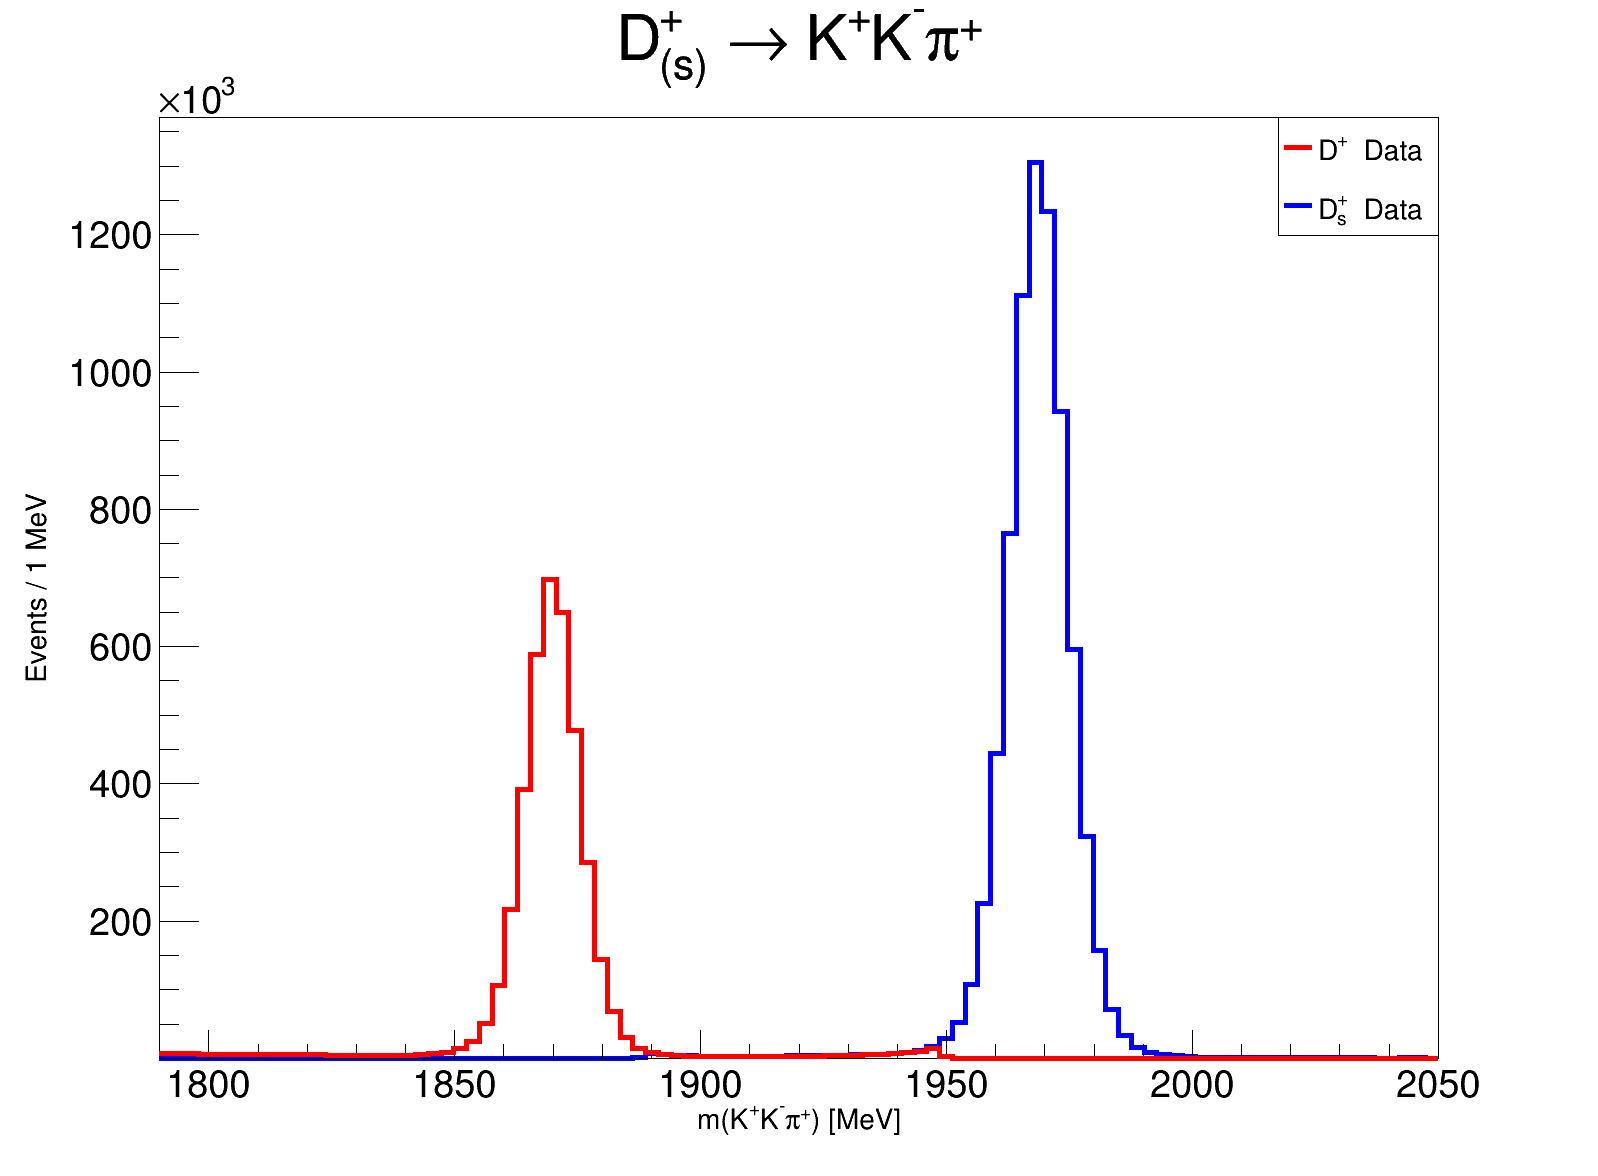 D⁺₍ₛ₎ → K⁺K⁻π⁺
×10³
D⁺ Data
Dₛ⁺ Data
1200
1000
800
600
400
200
Events / 1 MeV
1800 1850 1900 1950 2000 2050
m(K⁺K⁻π⁺) [MeV]